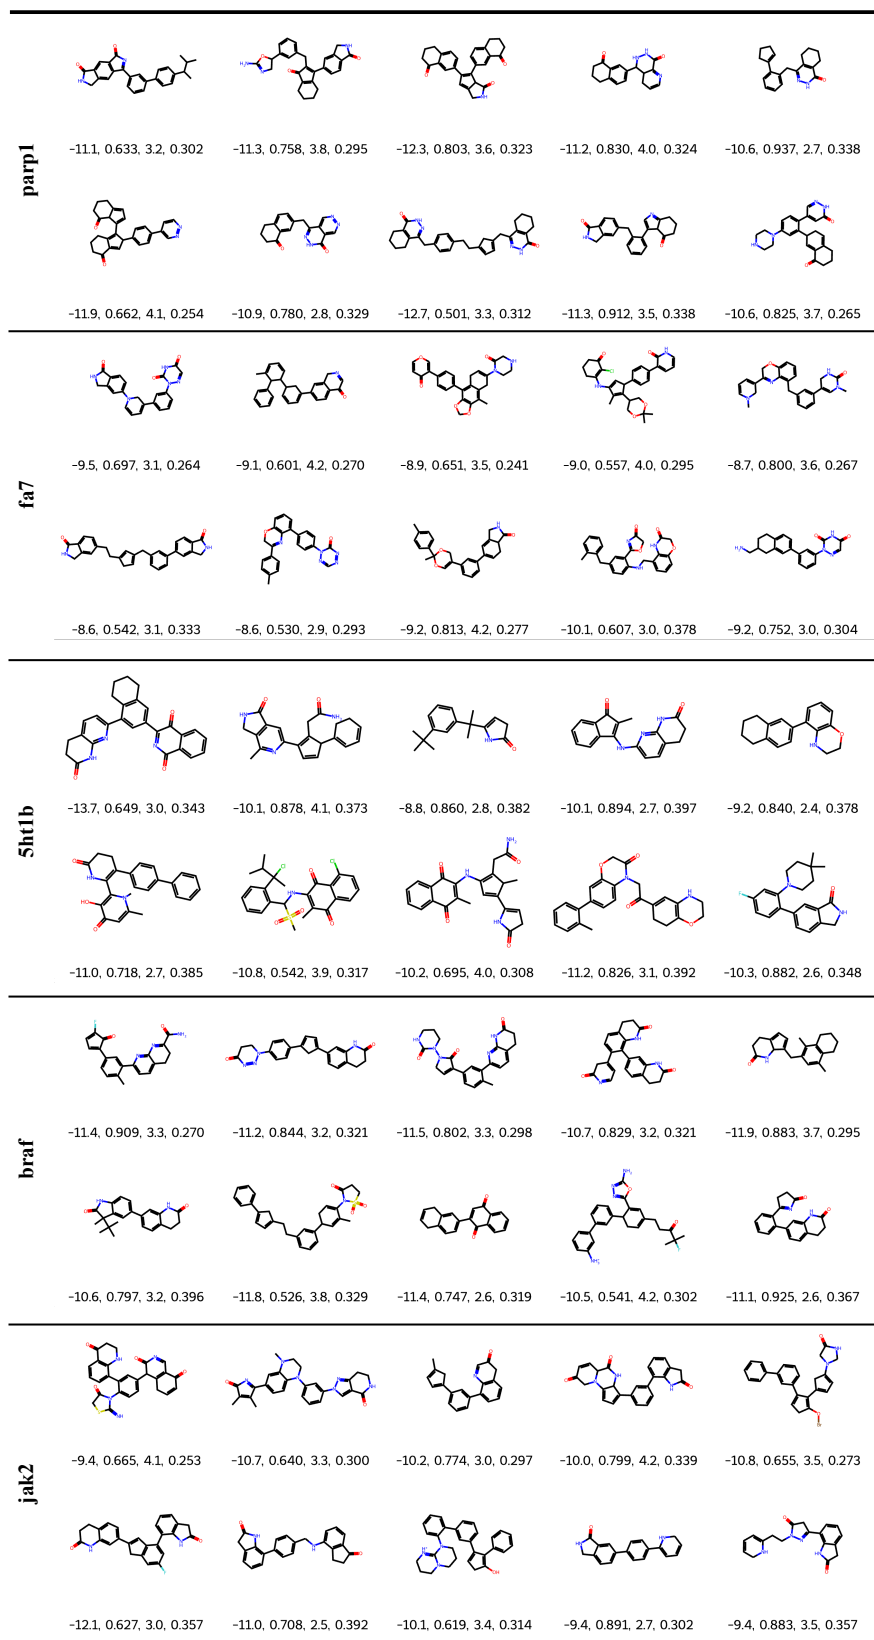 parp1
-11.1, 0.633, 3.2, 0.302
-11.3, 0.758, 3.8, 0.295
-12.3, 0.803, 3.6, 0.323
-11.2, 0.830, 4.0, 0.324
-10.6, 0.937, 2.7, 0.338
-11.9, 0.662, 4.1, 0.254
-10.9, 0.780, 2.8, 0.329
-12.7, 0.501, 3.3, 0.312
-11.3, 0.912, 3.5, 0.338
-10.6, 0.825, 3.7, 0.265
fa7
-9.5, 0.697, 3.1, 0.264
-9.1, 0.601, 4.2, 0.270
-8.9, 0.651, 3.5, 0.241
-9.0, 0.557, 4.0, 0.295
-8.7, 0.800, 3.6, 0.267
-8.6, 0.542, 3.1, 0.333
-8.6, 0.530, 2.9, 0.293
-9.2, 0.813, 4.2, 0.277
-10.1, 0.607, 3.0, 0.378
-9.2, 0.752, 3.0, 0.304
5ht1b
-13.7, 0.649, 3.0, 0.343
-10.1, 0.878, 4.1, 0.373
-8.8, 0.860, 2.8, 0.382
-10.1, 0.894, 2.7, 0.397
-9.2, 0.840, 2.4, 0.378
-11.0, 0.718, 2.7, 0.385
-10.8, 0.542, 3.9, 0.317
-10.2, 0.695, 4.0, 0.308
-11.2, 0.826, 3.1, 0.392
-10.3, 0.882, 2.6, 0.348
braf
-11.4, 0.909, 3.3, 0.270
-11.2, 0.844, 3.2, 0.321
-11.5, 0.802, 3.3, 0.298
-10.7, 0.829, 3.2, 0.321
-11.9, 0.883, 3.7, 0.295
-10.6, 0.797, 3.2, 0.396
-11.8, 0.526, 3.8, 0.329
-11.4, 0.747, 2.6, 0.319
-10.5, 0.541, 4.2, 0.302
-11.1, 0.925, 2.6, 0.367
jak2
-9.4, 0.665, 4.1, 0.253
-10.7, 0.640, 3.3, 0.300
-10.2, 0.774, 3.0, 0.297
-10.0, 0.799, 4.2, 0.339
-10.8, 0.655, 3.5, 0.273
-12.1, 0.627, 3.0, 0.357
-11.0, 0.708, 2.5, 0.392
-10.1, 0.619, 3.4, 0.314
-9.4, 0.891, 2.7, 0.302
-9.4, 0.883, 3.5, 0.357